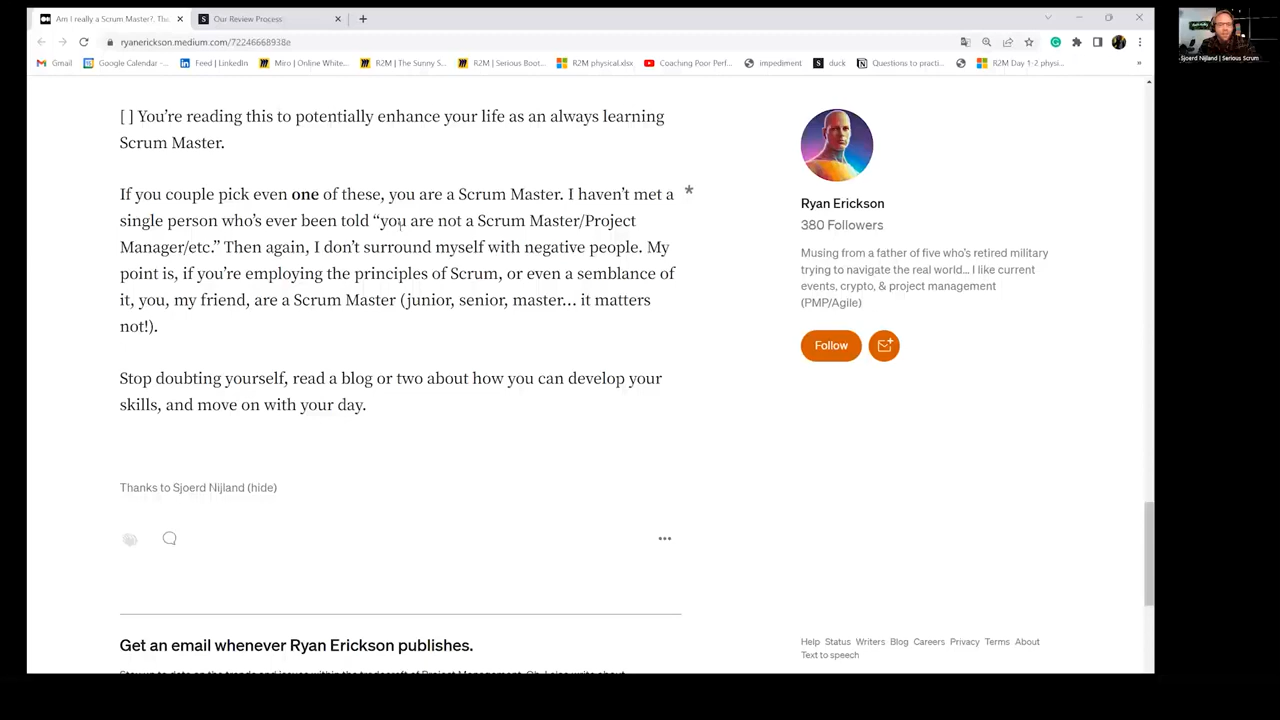 Am I really a Scrum Master?. The
Our Review Process
ryanerickson.medium.com/72246668938e
Gmail
Google Calendar -...
Feed | LinkedIn
Miro | Online White...
R2M | The Sunny S...
R2M | Serious Boot...
R2M physical.xlsx
Coaching Poor Perf...
impediment
duck
Questions to practi...
R2M Day 1-2 physi...
»
Sjoerd Nijland | Serious Scrum
[ ] You’re reading this to potentially enhance your life as an always learning
Scrum Master.
If you couple pick even one of these, you are a Scrum Master. I haven’t met a
single person who’s ever been told “you are not a Scrum Master/Project
Manager/etc.” Then again, I don’t surround myself with negative people. My
point is, if you’re employing the principles of Scrum, or even a semblance of
it, you, my friend, are a Scrum Master (junior, senior, master… it matters
not!).
*
Stop doubting yourself, read a blog or two about how you can develop your
skills, and move on with your day.
Thanks to Sjoerd Nijland (hide)
Get an email whenever Ryan Erickson publishes.
Ryan Erickson
380 Followers
Musing from a father of five who’s retired military
trying to navigate the real world… I like current
events, crypto, & project management
(PMP/Agile)
Follow
Help Status Writers Blog Careers Privacy Terms About
Text to speech